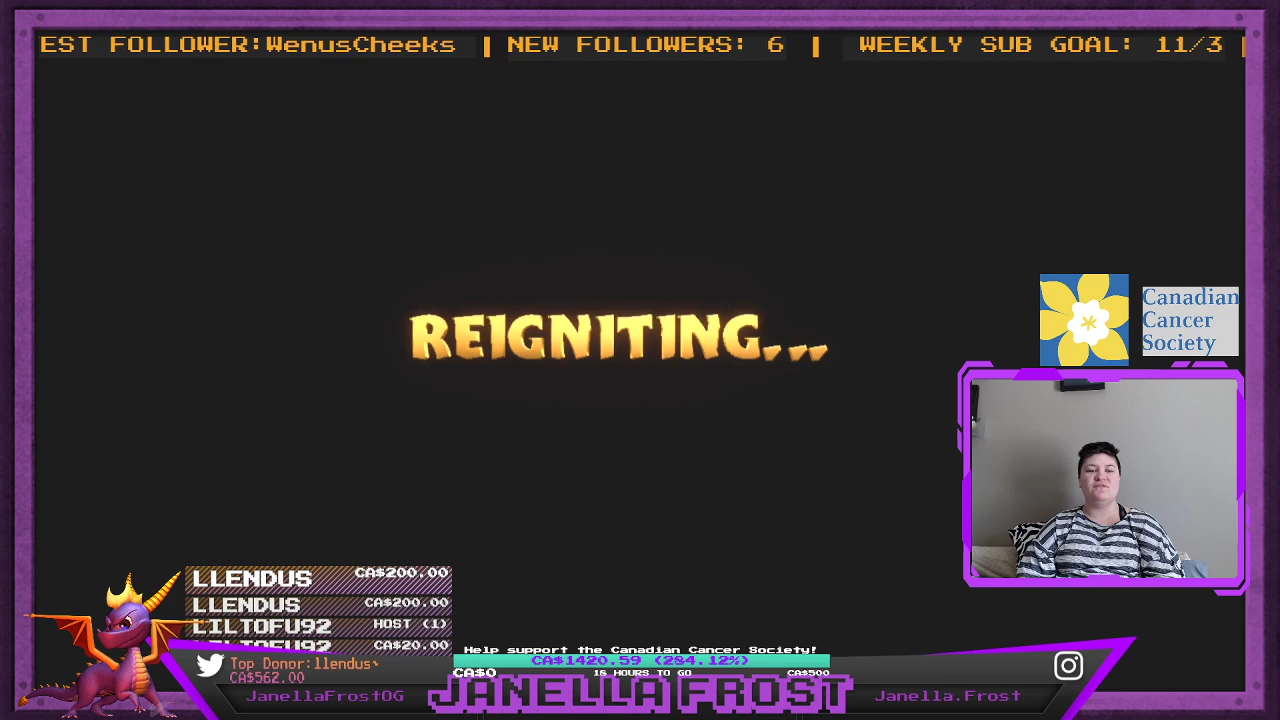 EST FOLLOWER:WenusCheeks | NEW FOLLOWERS: 6 | WEEKLY SUB GOAL: 11/3 |
REIGNITING...
Canadian
Cancer
Society
LLENDUS CA$200.00
LLENDUS CA$200.00
LILTOFU92 HOST (1)
LILTOFU92 CA$20.00
Help support the Canadian Cancer Society!
CA$1420.59 (284.12%)
CA$0 18 HOURS TO GO CA$500
Top Donor:llendus
CA$562.00
JanellaFrostOG
JANELLA FROST
Janella.Frost